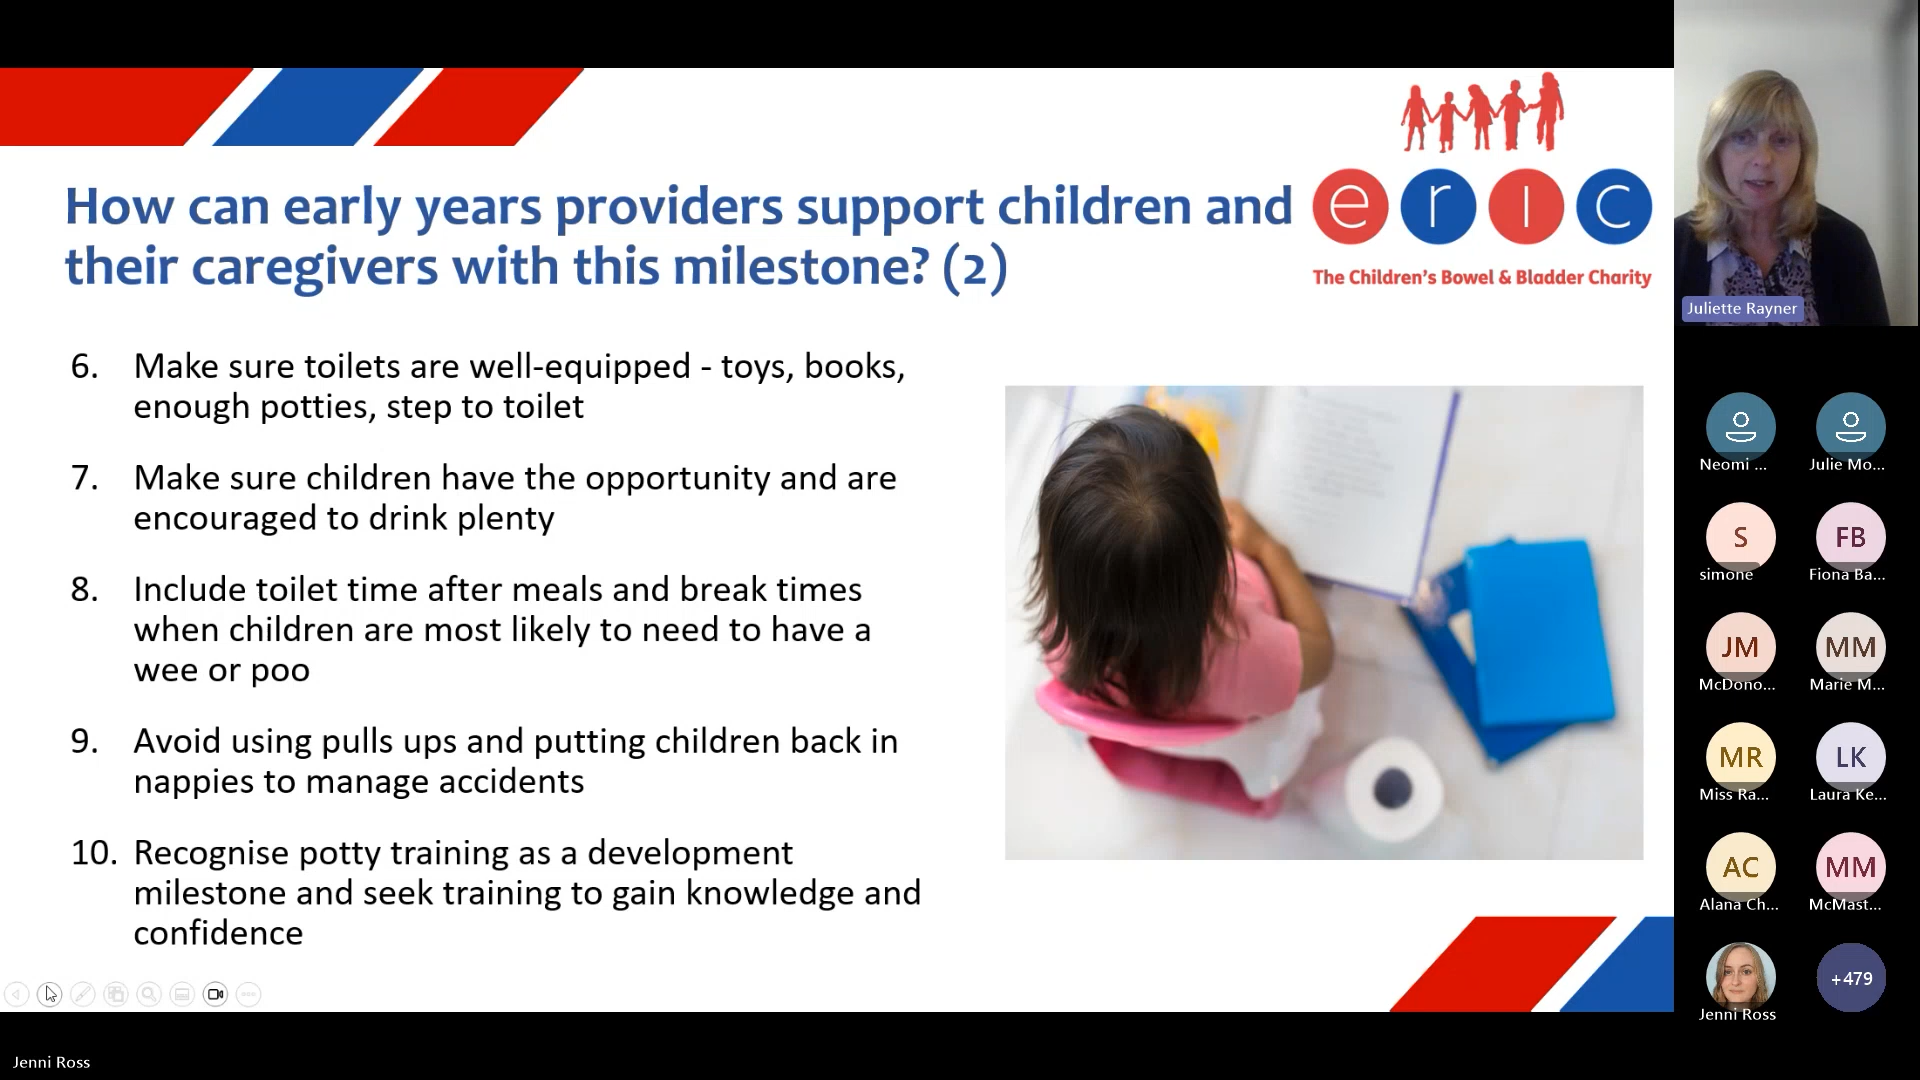 How can early years providers support children and
their caregivers with this milestone? (2)
eric
The Children's Bowel & Bladder Charity
6. Make sure toilets are well-equipped - toys, books,
enough potties, step to toilet
7. Make sure children have the opportunity and are
encouraged to drink plenty
8. Include toilet time after meals and break times
when children are most likely to need to have a
wee or poo
9. Avoid using pulls ups and putting children back in
nappies to manage accidents
10. Recognise potty training as a development
milestone and seek training to gain knowledge and
confidence
Juliette Rayner
Neomi ...
Julie Mo...
S
simone
FB
Fiona Ba...
JM
McDono...
MM
Marie M...
MR
Miss Ra...
LK
Laura Ke...
AC
Alana Ch...
MM
McMast...
Jenni Ross
+479
Jenni Ross